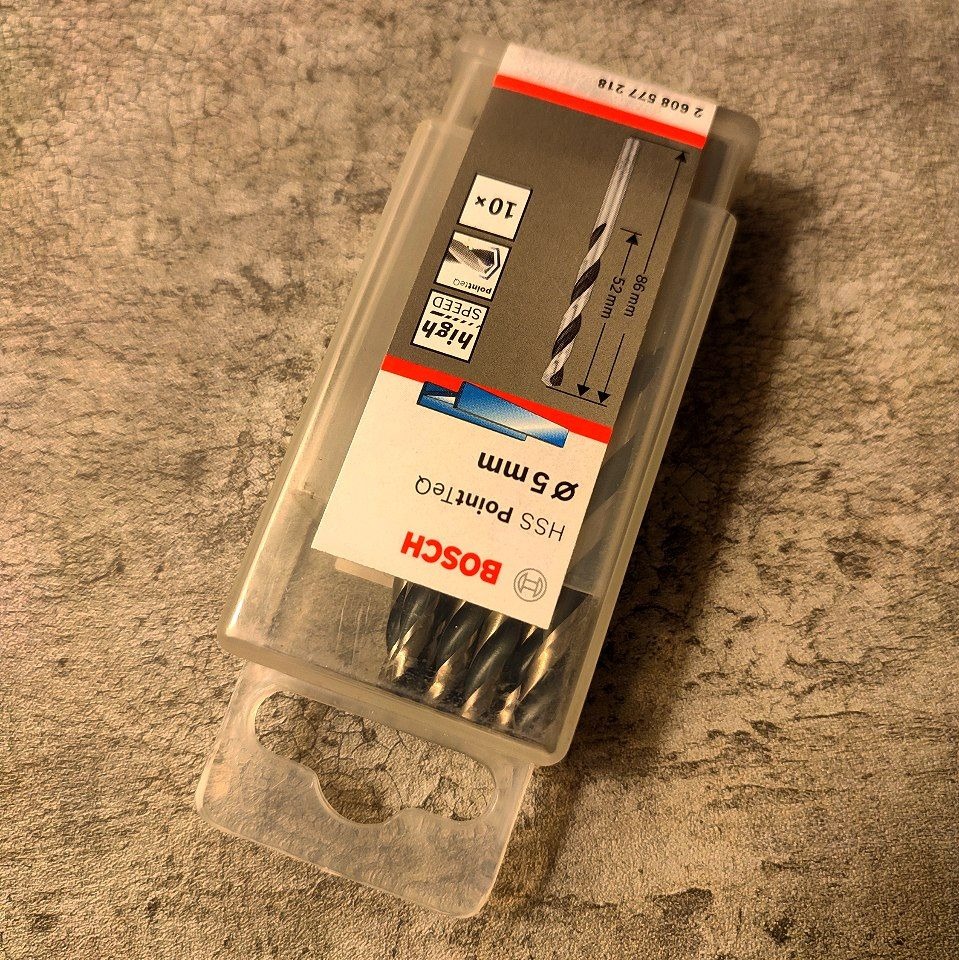 BOSCH
HSS PointTeQ
Ø 5 mm
high
SPEED
pointteQ
10×
52 mm
86 mm
2 608 577 218